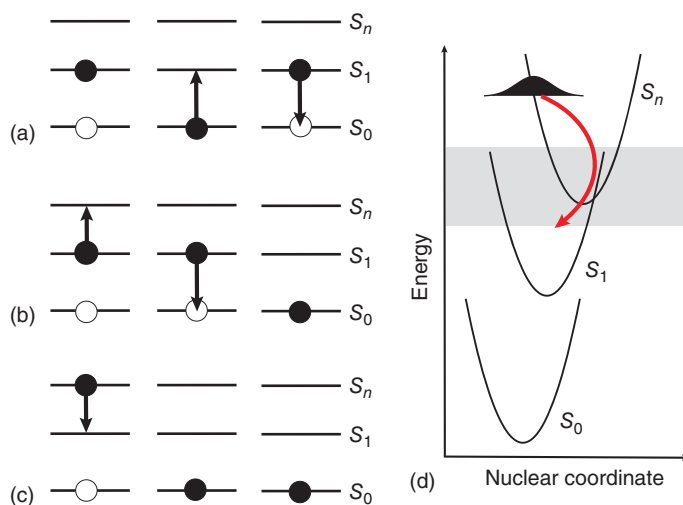 Sₙ
S₁
(a)
S₀
Sₙ
S₁
(b)
S₀
Sₙ
S₁
(c)
S₀
Energy
Sₙ
S₁
S₀
(d)
Nuclear coordinate